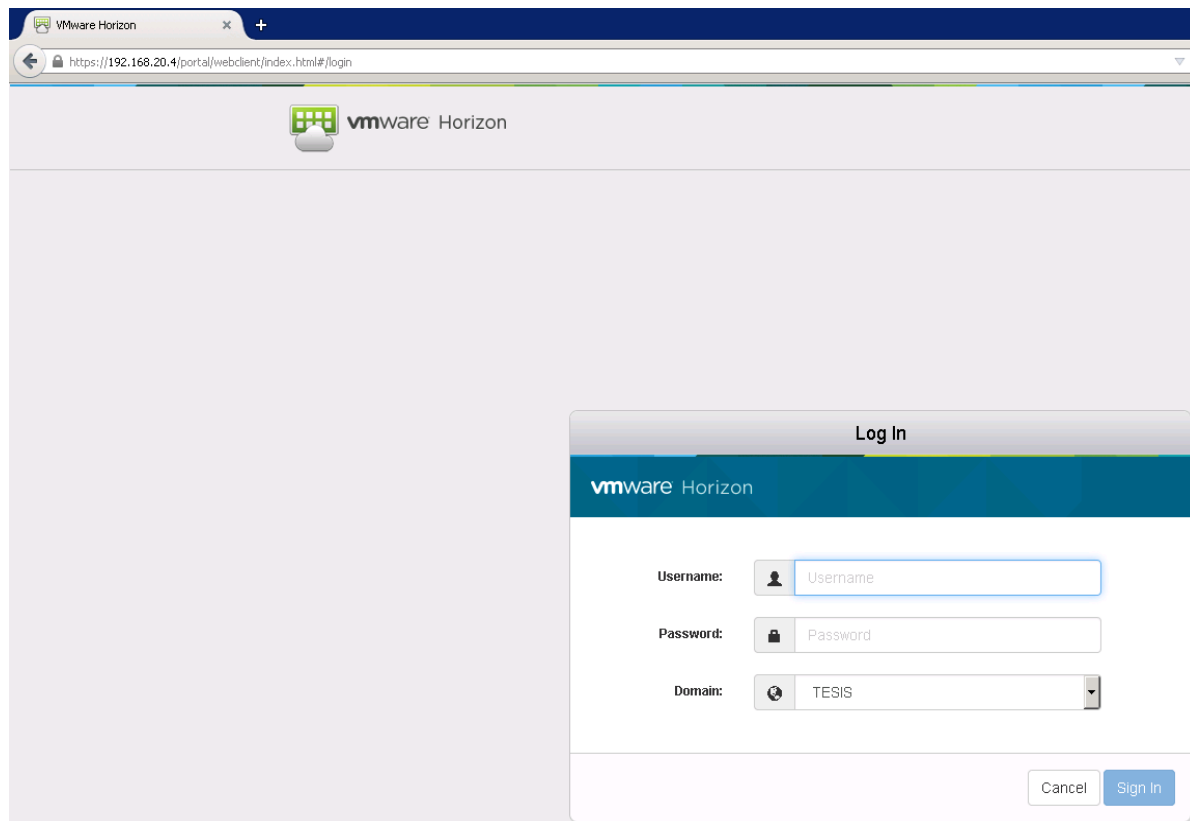 VMware Horizon
https://192.168.20.4/portal/webclient/index.html#/login
vmware Horizon
Log In
vmware Horizon
Username: Username
Password: Password
Domain: TESIS
Cancel Sign In